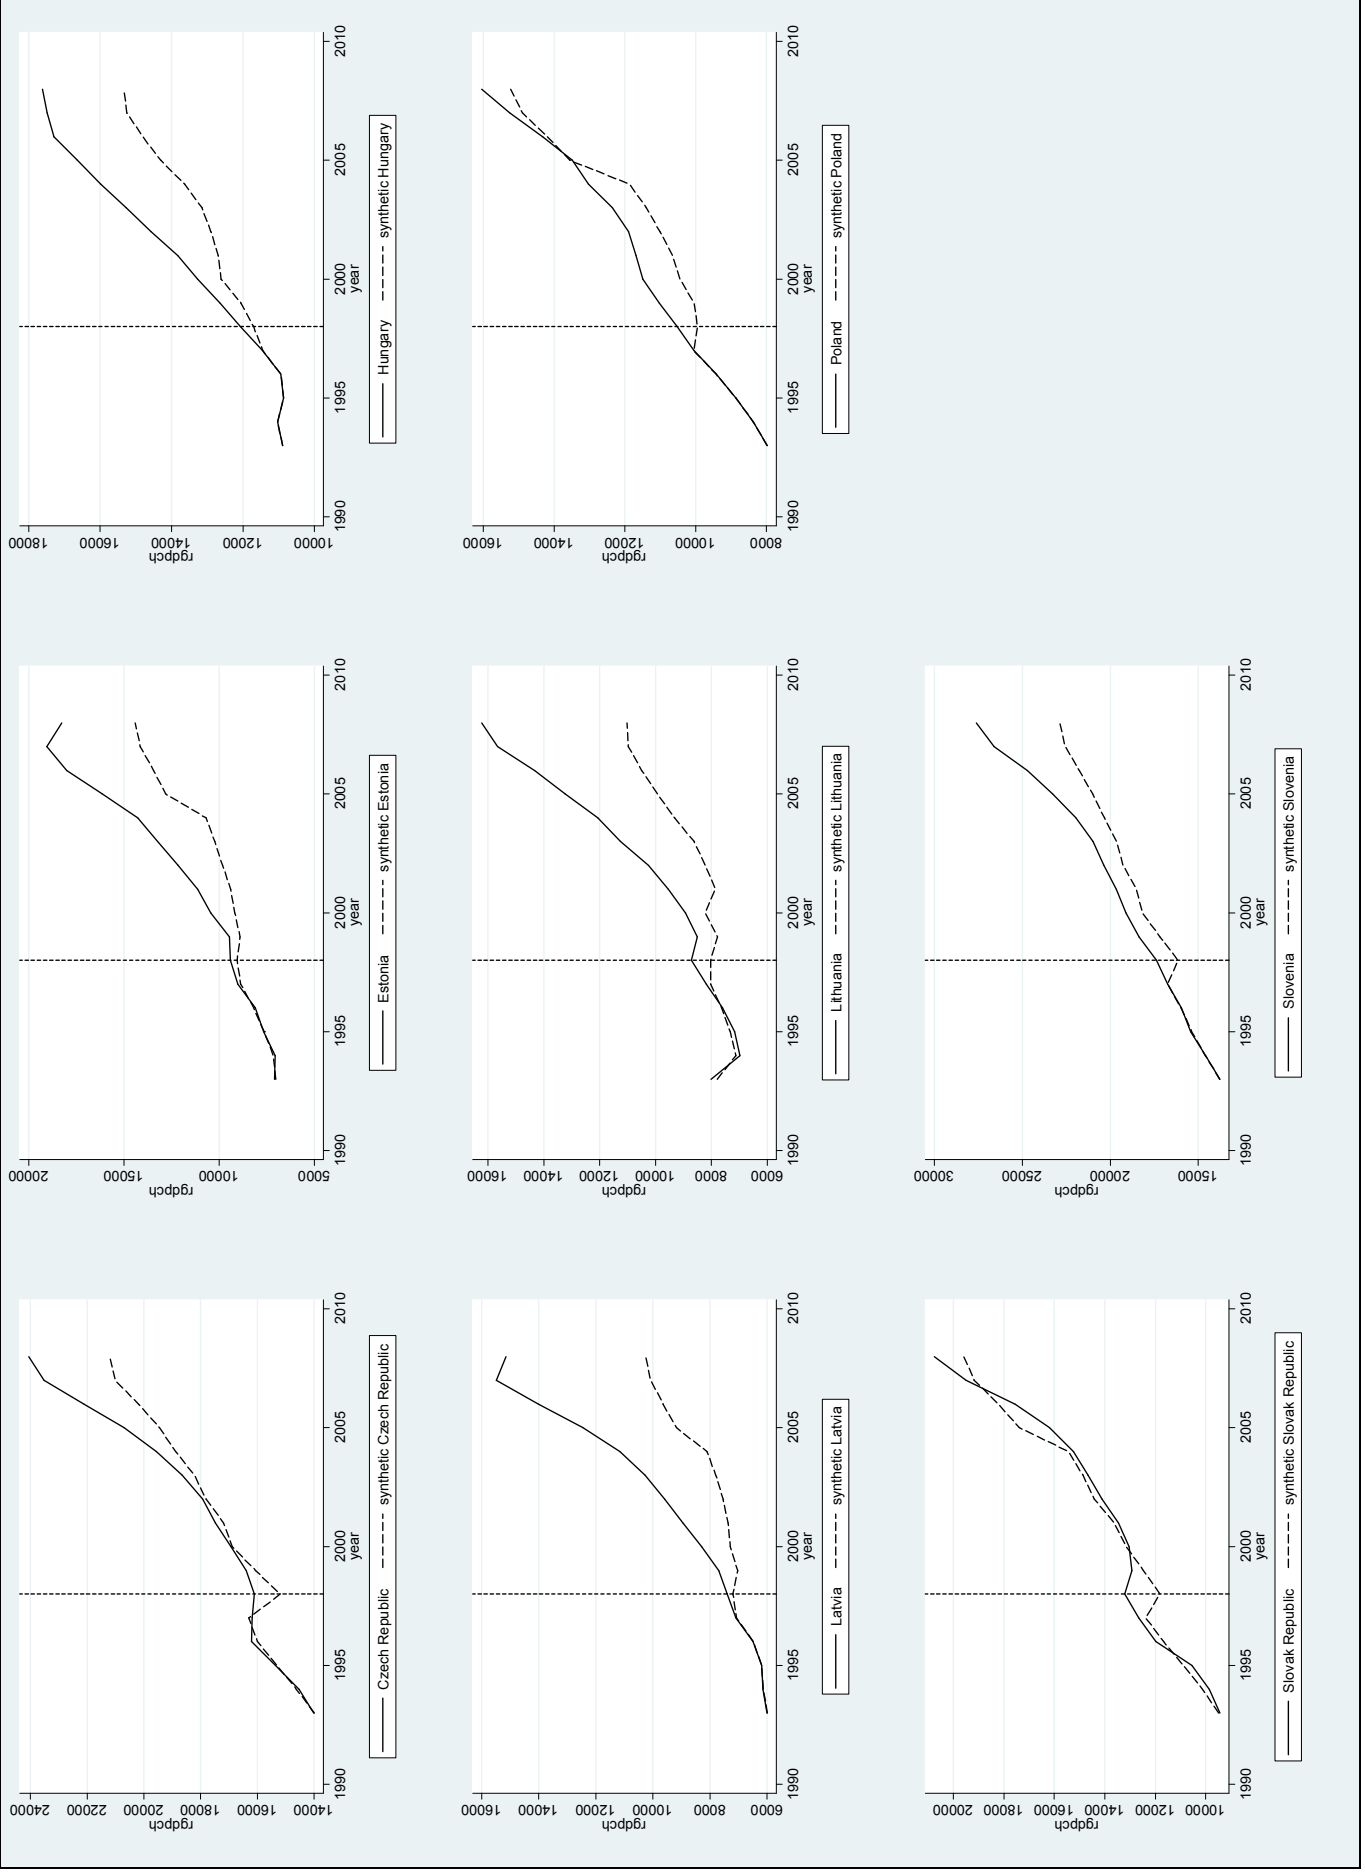 rgdpch
24000
22000
20000
18000
16000
14000
1990
1995
2000
2005
2010
year
Czech Republic
synthetic Czech Republic
rgdpch
20000
15000
10000
5000
1990
1995
2000
2005
2010
year
Estonia
synthetic Estonia
rgdpch
18000
16000
14000
12000
10000
1990
1995
2000
2005
2010
year
Hungary
synthetic Hungary
rgdpch
16000
14000
12000
10000
8000
6000
1990
1995
2000
2005
2010
year
Latvia
synthetic Latvia
rgdpch
16000
14000
12000
10000
8000
6000
1990
1995
2000
2005
2010
year
Lithuania
synthetic Lithuania
rgdpch
16000
14000
12000
10000
8000
1990
1995
2000
2005
2010
year
Poland
synthetic Poland
rgdpch
20000
18000
16000
14000
12000
10000
1990
1995
2000
2005
2010
year
Slovak Republic
synthetic Slovak Republic
rgdpch
30000
25000
20000
15000
1990
1995
2000
2005
2010
year
Slovenia
synthetic Slovenia